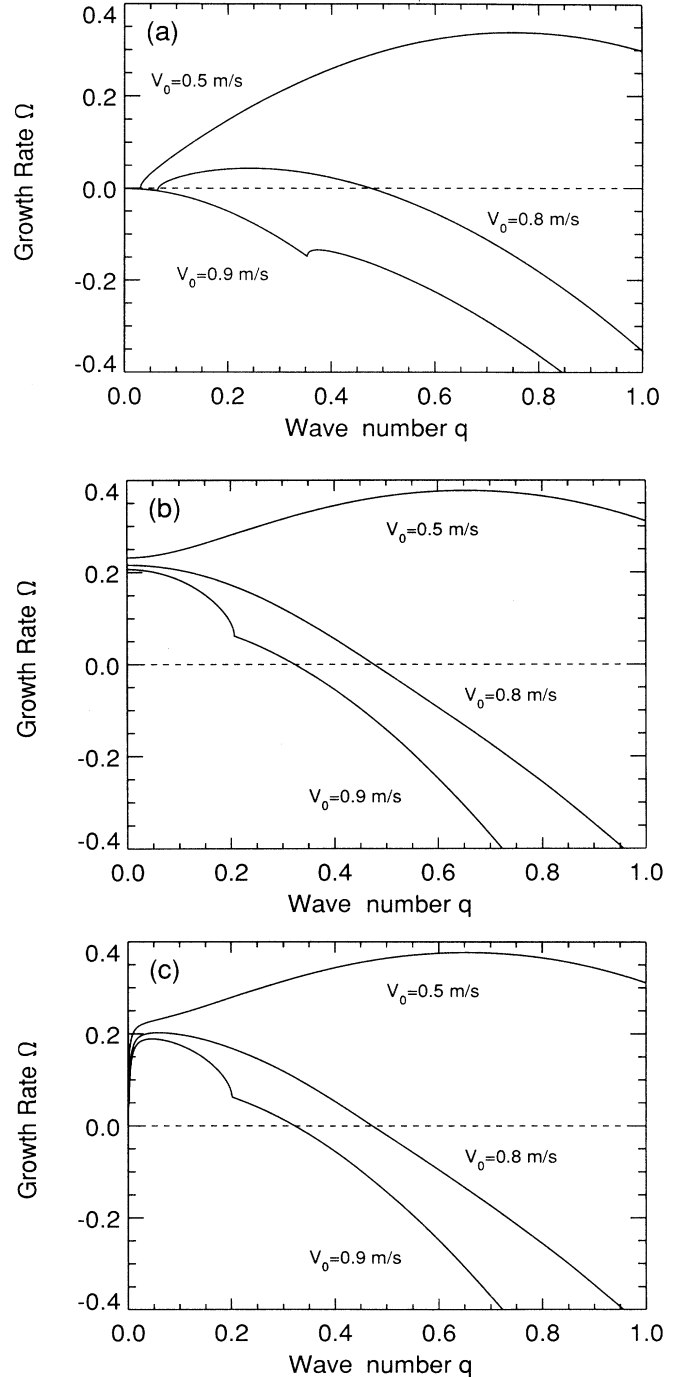 (a)
0.4
0.2
0.0
-0.2
-0.4
Growth Rate Ω
V0=0.5 m/s
V0=0.8 m/s
V0=0.9 m/s
0.0 0.2 0.4 0.6 0.8 1.0
Wave number q
(b)
0.4
0.2
0.0
-0.2
-0.4
Growth Rate Ω
V0=0.5 m/s
V0=0.8 m/s
V0=0.9 m/s
0.0 0.2 0.4 0.6 0.8 1.0
Wave number q
(c)
0.4
0.2
0.0
-0.2
-0.4
Growth Rate Ω
V0=0.5 m/s
V0=0.8 m/s
V0=0.9 m/s
0.0 0.2 0.4 0.6 0.8 1.0
Wave number q